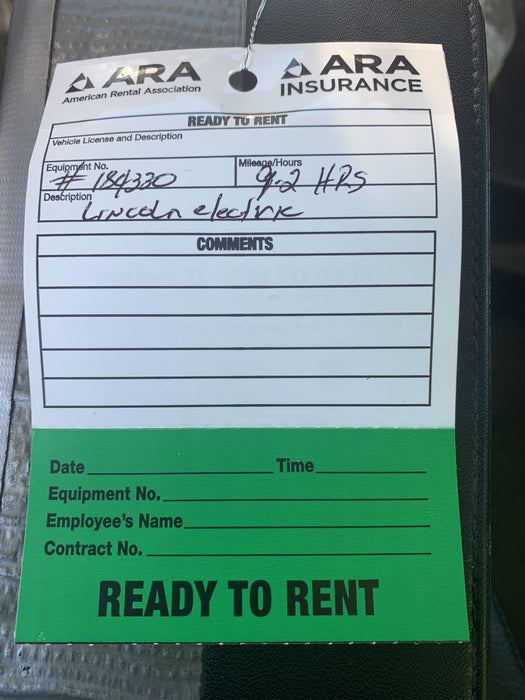 ARA
American Rental Association
ARA
INSURANCE
READY TO RENT
Vehicle License and Description
Equipment No.
Mileage/Hours
# 184330
9.2 HRS
Description
Lincoln electric
COMMENTS
Date Time
Equipment No.
Employee's Name
Contract No.
READY TO RENT